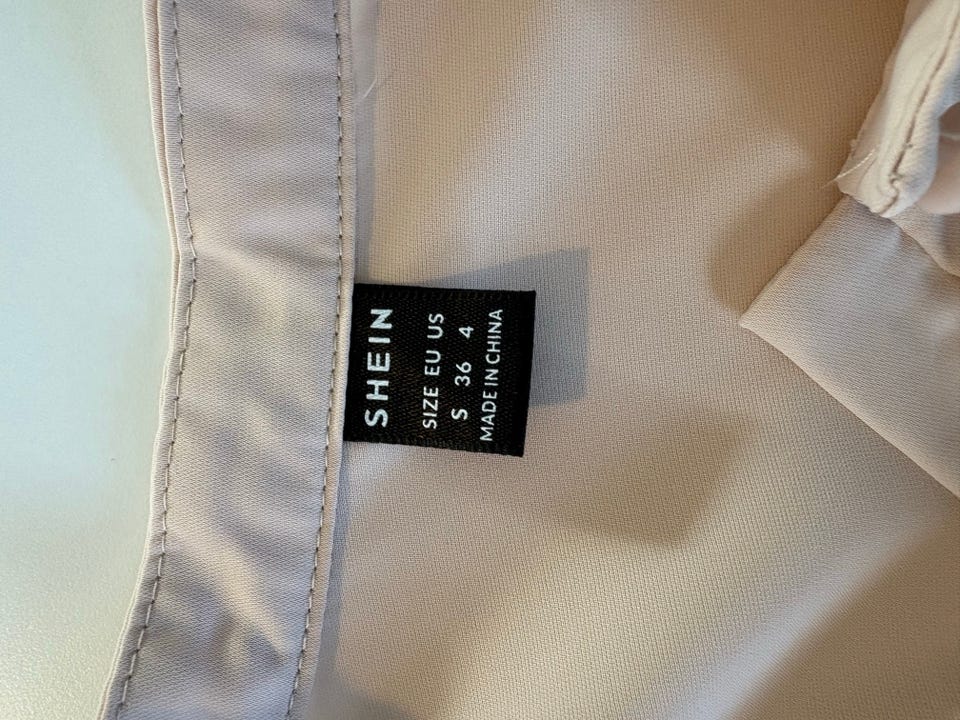 SHEIN
SIZE EU US
S 36 4
MADE IN CHINA